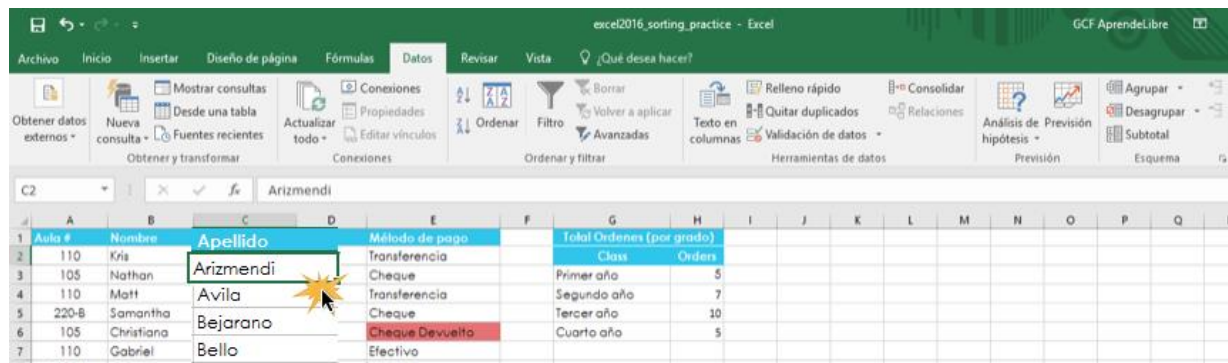 excel2016_sorting_practice - Excel
GCF AprendeLibre
Archivo Inicio Insertar Diseño de página Fórmulas Datos Revisar Vista ¿Qué desea hacer?
Obtener datos externos
Nueva consulta
Mostrar consultas
Desde una tabla
Fuentes recientes
Obtener y transformar
Actualizar todo
Conexiones
Propiedades
Editar vínculos
Conexiones
Ordenar
Filtro
Borrar
Volver a aplicar
Avanzadas
Ordenar y filtrar
Texto en columnas
Relleno rápido
Quitar duplicados
Validación de datos
Consolidar
Relaciones
Herramientas de datos
Análisis de hipótesis
Previsión
Previsión
Agrupar
Desagrupar
Subtotal
Esquema
C2 fx Arizmendi
A B C D E F G H I J K L M N O P Q
1 Aula # Nombre Apellido Método de pago Total Ordenes (por grado)
2 110 Kris Arizmendi Transferencia Class Orders
3 105 Nathan Avila Cheque Primer año 5
4 110 Matt Bejarano Transferencia Segundo año 7
5 220-B Samantha Bello Cheque Tercer año 10
6 105 Christiana Cheque Devuelto Cuarto año 5
7 110 Gabriel Efectivo